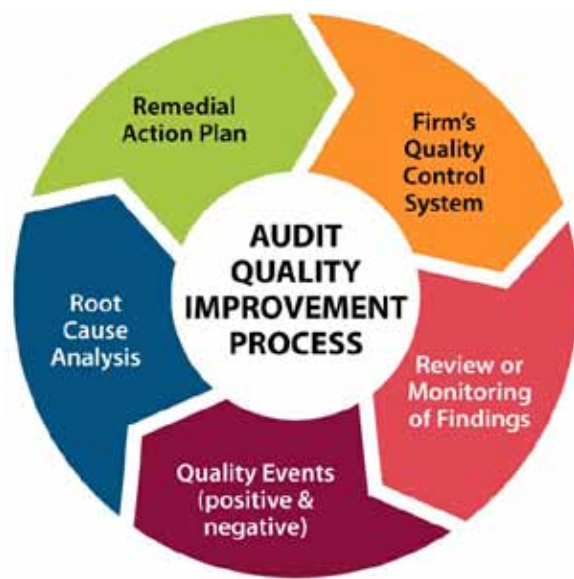 AUDIT
QUALITY
IMPROVEMENT
PROCESS
Firm's
Quality
Control
System
Review or
Monitoring
of Findings
Quality Events
(positive &
negative)
Root
Cause
Analysis
Remedial
Action Plan